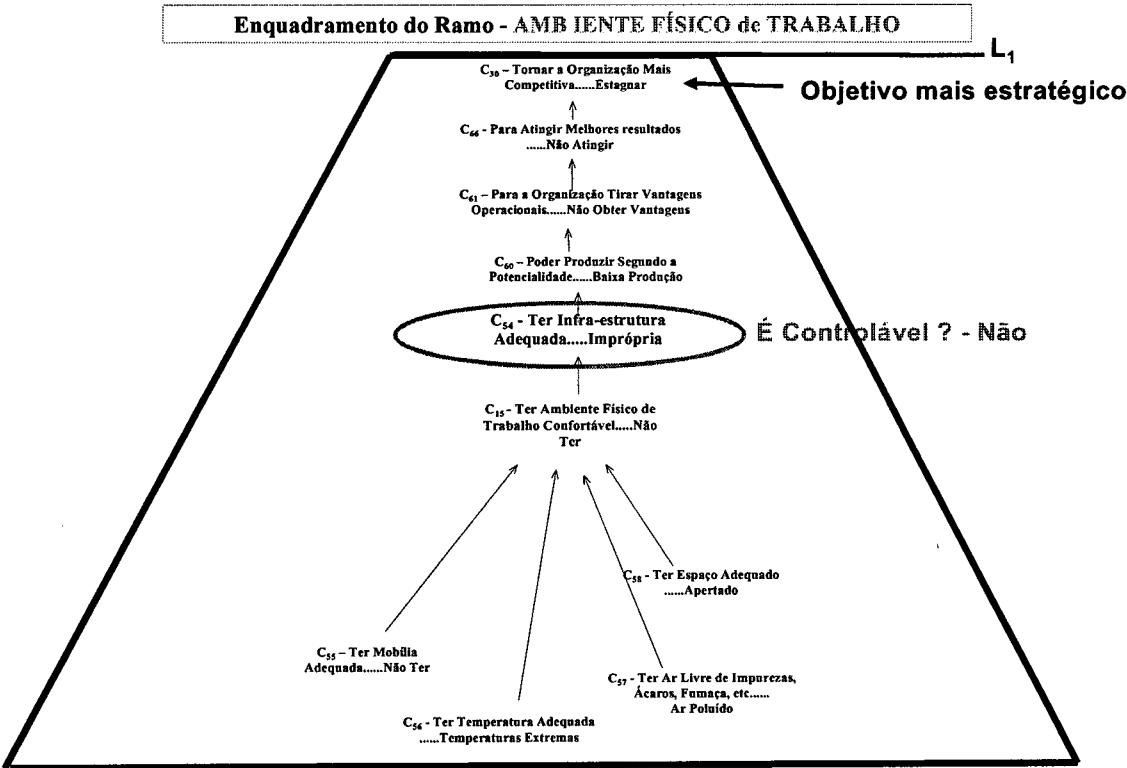 Enquadramento do Ramo - AMB IENTE FÍSICO de TRABALHO
L₁
C₃₀ – Tornar a Organização Mais
Competitiva......Estagnar
Objetivo mais estratégico
C₆₆ - Para Atingir Melhores resultados
......Não Atingir
C₆₁ – Para a Organização Tirar Vantagens
Operacionais......Não Obter Vantagens
C₆₀ – Poder Produzir Segundo a
Potencialidade......Baixa Produção
C₅₄ - Ter Infra-estrutura
Adequada.....Imprópria
É Controlável ? - Não
C₁₅ - Ter Ambiente Físico de
Trabalho Confortável.....Não
Ter
C₅₈ - Ter Espaço Adequado
......Apertado
C₅₅ – Ter Mobília
Adequada......Não Ter
C₅₇ - Ter Ar Livre de Impurezas,
Ácaros, Fumaça, etc......
Ar Poluído
C₅₆ - Ter Temperatura Adequada
......Temperaturas Extremas